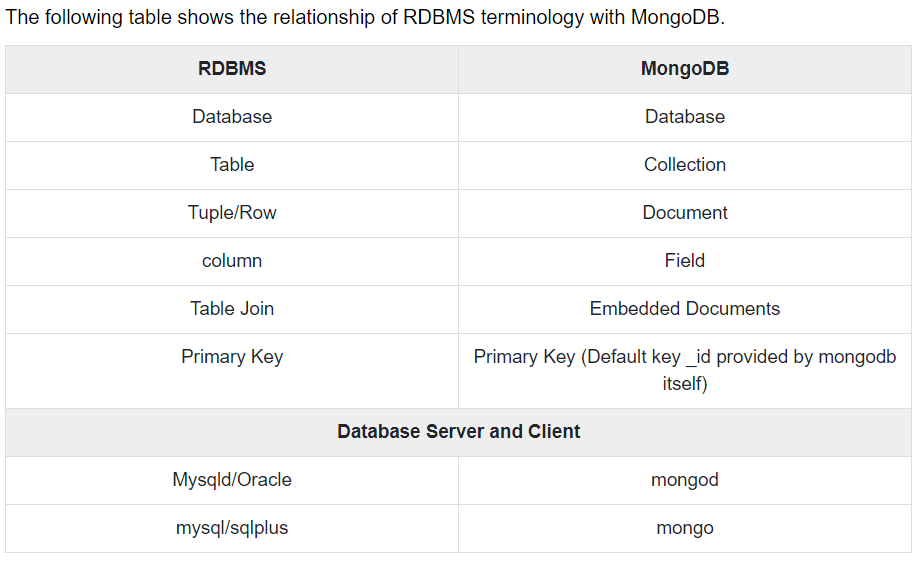 The following table shows the relationship of RDBMS terminology with MongoDB.
RDBMS MongoDB
Database Database
Table Collection
Tuple/Row Document
column Field
Table Join Embedded Documents
Primary Key Primary Key (Default key _id provided by mongodb
itself)
Database Server and Client
Mysqld/Oracle mongod
mysql/sqlplus mongo